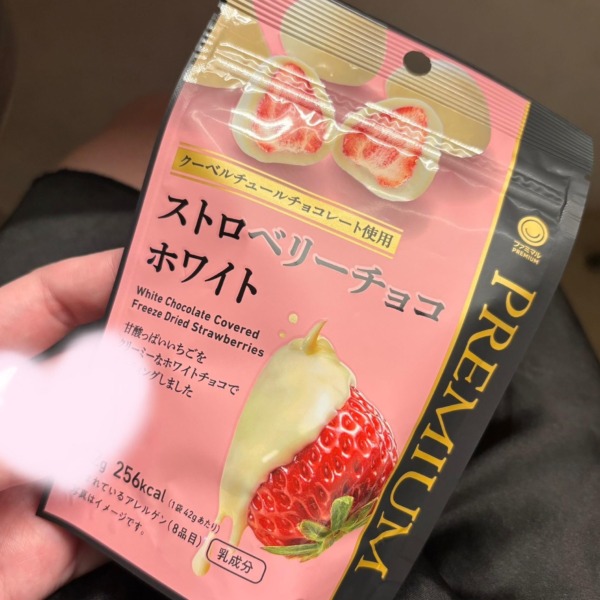 クーベルチュールチョコレート使用
ストロベリーチョコ
ホワイト
White Chocolate Covered
Freeze Dried Strawberries
甘酸っぱいいちごを
リーミーなホワイトチョコで
ングしました
ファミマル
PREMIUM
PREMIUM
256kcal (1袋 42gあたり)
れているアレルゲン(8品目)
乳成分
はイメージです。